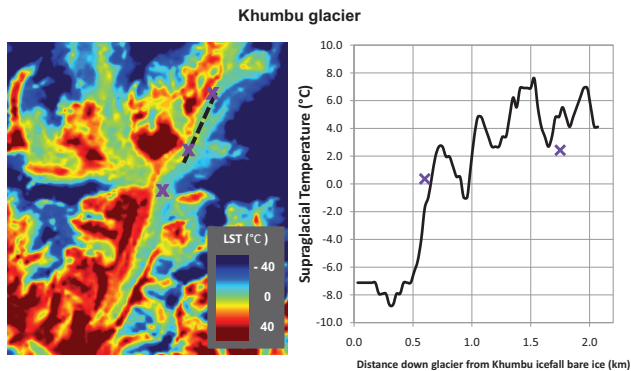 Khumbu glacier
X
X
X
LST (°C )
- 40
0
40
Supraglacial Temperature (°C)
10.0
8.0
6.0
4.0
2.0
0.0
-2.0
-4.0
-6.0
-8.0
-10.0
0.0 0.5 1.0 1.5 2.0
Distance down glacier from Khumbu icefall bare ice (km)